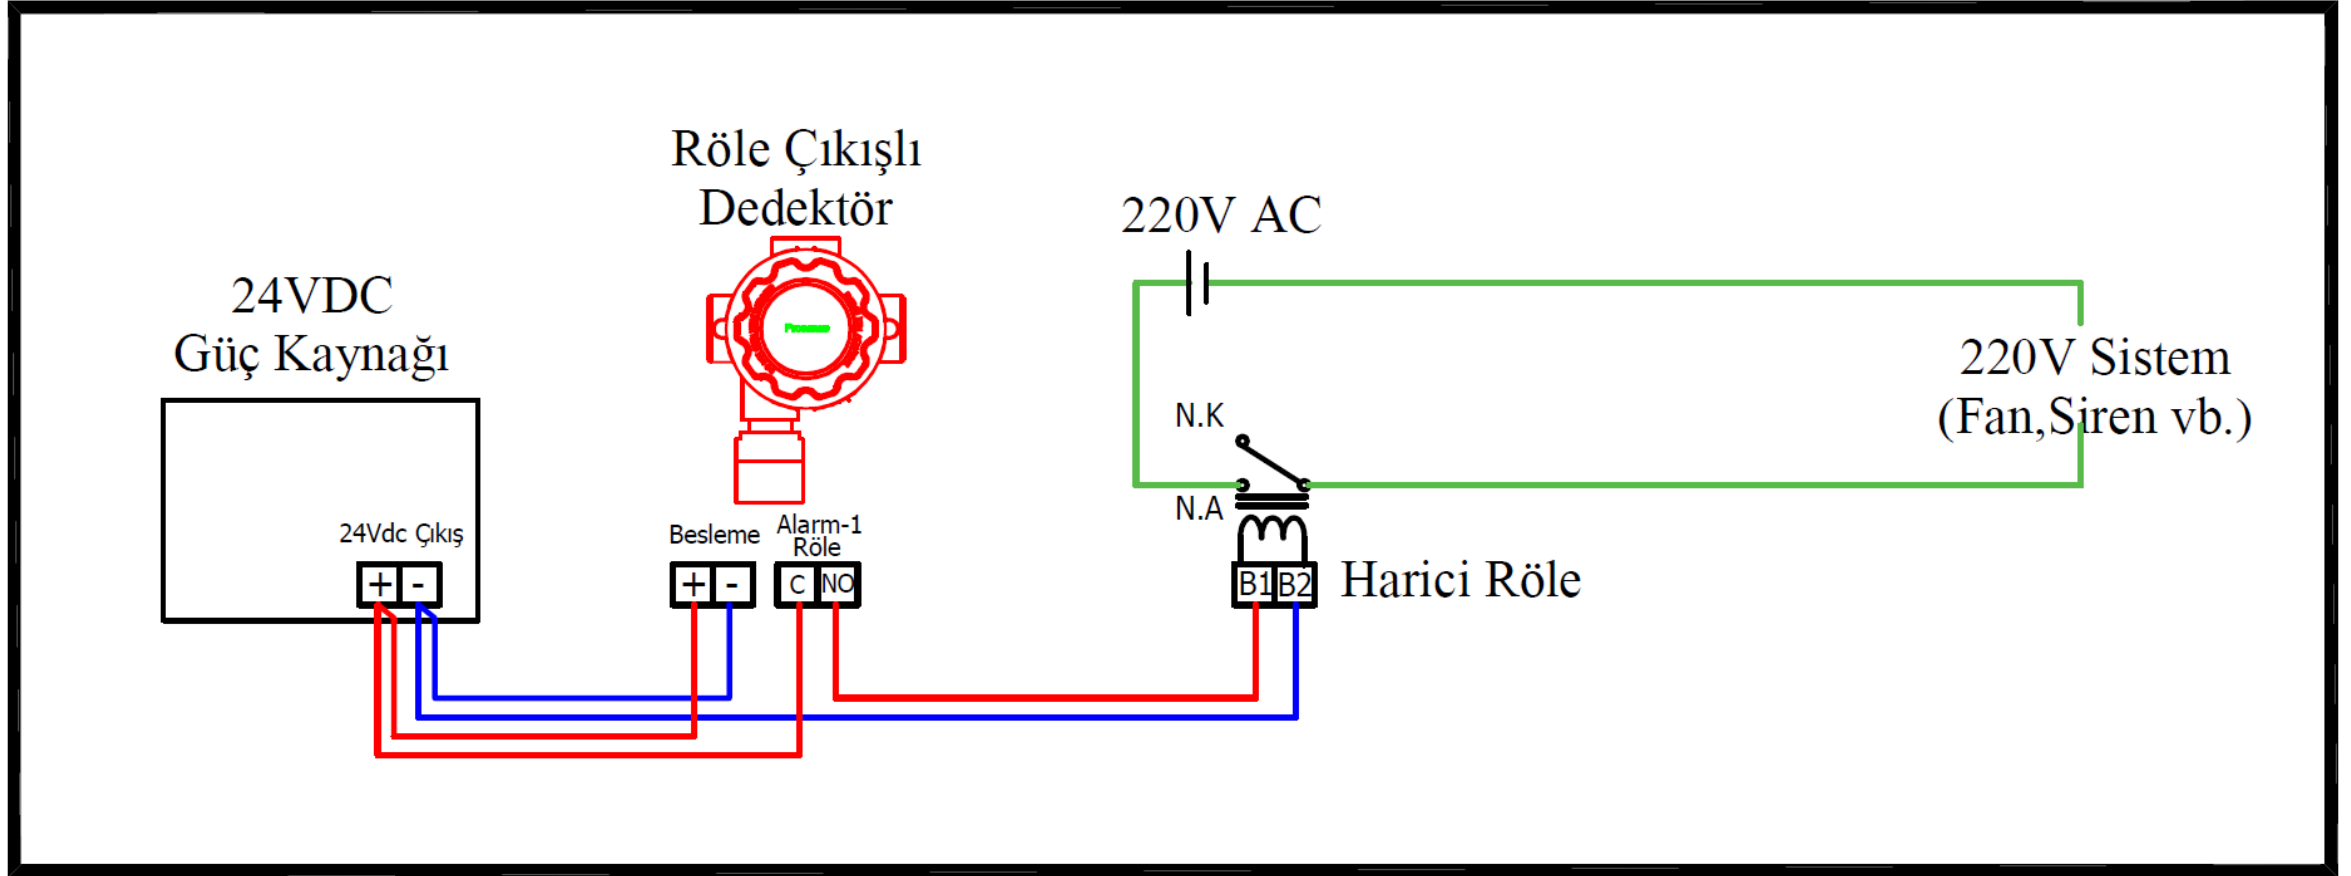 Röle Çıkışlı
Dedektör
220V AC
24VDC
Güç Kaynağı
220V Sistem
(Fan,Siren vb.)
N.K
N.A
24Vdc Çıkış
Besleme
Alarm-1
Röle
+ -
+ -
C NO
B1 B2
Harici Röle